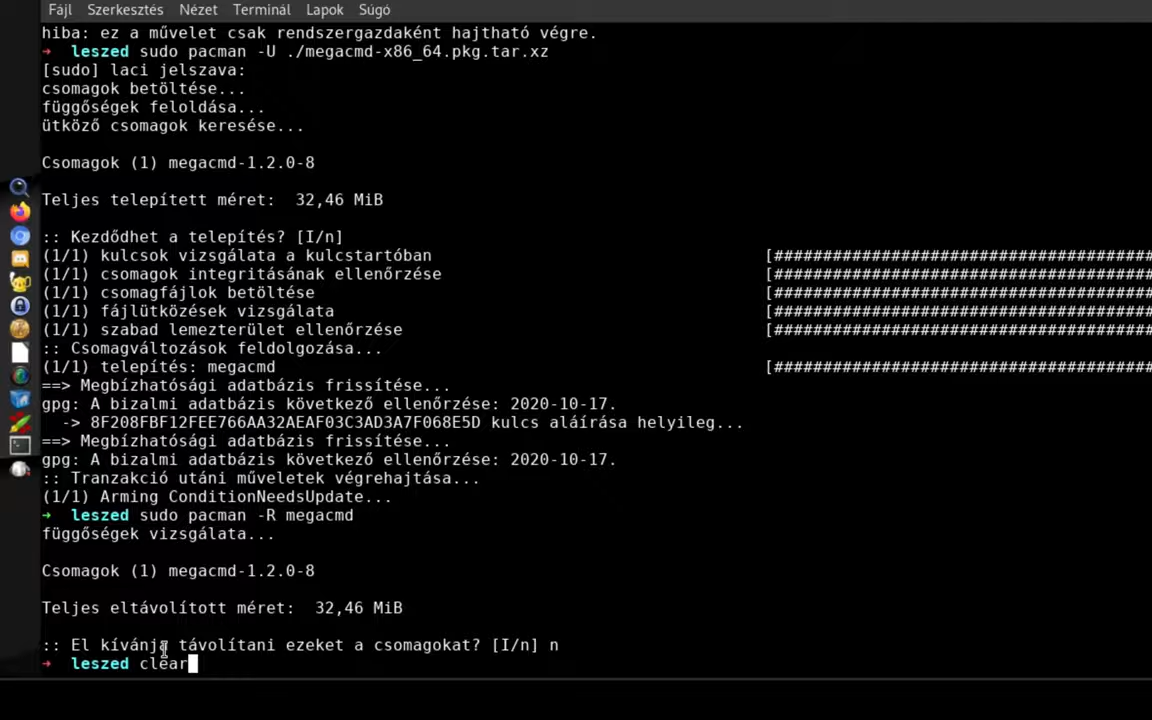 Fájl Szerkesztés Nézet Terminál Lapok Súgó
hiba: ez a művelet csak rendszergazdaként hajtható végre.
➜ leszed sudo pacman -U ./megacmd-x86_64.pkg.tar.xz
[sudo] laci jelszava:
csomagok betöltése...
függőségek feloldása...
ütköző csomagok keresése...
Csomagok (1) megacmd-1.2.0-8
Teljes telepített méret:  32,46 MiB
:: Kezdődhet a telepítés? [I/n]
(1/1) kulcsok vizsgálata a kulcstartóban [########################################
(1/1) csomagok integritásának ellenőrzése [########################################
(1/1) csomagfájlok betöltése [########################################
(1/1) fájlütközések vizsgálata [########################################
(1/1) szabad lemezterület ellenőrzése [########################################
:: Csomagváltozások feldolgozása...
(1/1) telepítés: megacmd [########################################
==> Megbízhatósági adatbázis frissítése...
gpg: A bizalmi adatbázis következő ellenőrzése: 2020-10-17.
-> 8F208FBF12FEE766AA32AEAF03C3AD3A7F068E5D kulcs aláírása helyileg...
==> Megbízhatósági adatbázis frissítése...
gpg: A bizalmi adatbázis következő ellenőrzése: 2020-10-17.
:: Tranzakció utáni műveletek végrehajtása...
(1/1) Arming ConditionNeedsUpdate...
➜ leszed sudo pacman -R megacmd
függőségek vizsgálata...
Csomagok (1) megacmd-1.2.0-8
Teljes eltávolított méret:  32,46 MiB
:: El kívánja távolítani ezeket a csomagokat? [I/n] n
➜ leszed clear